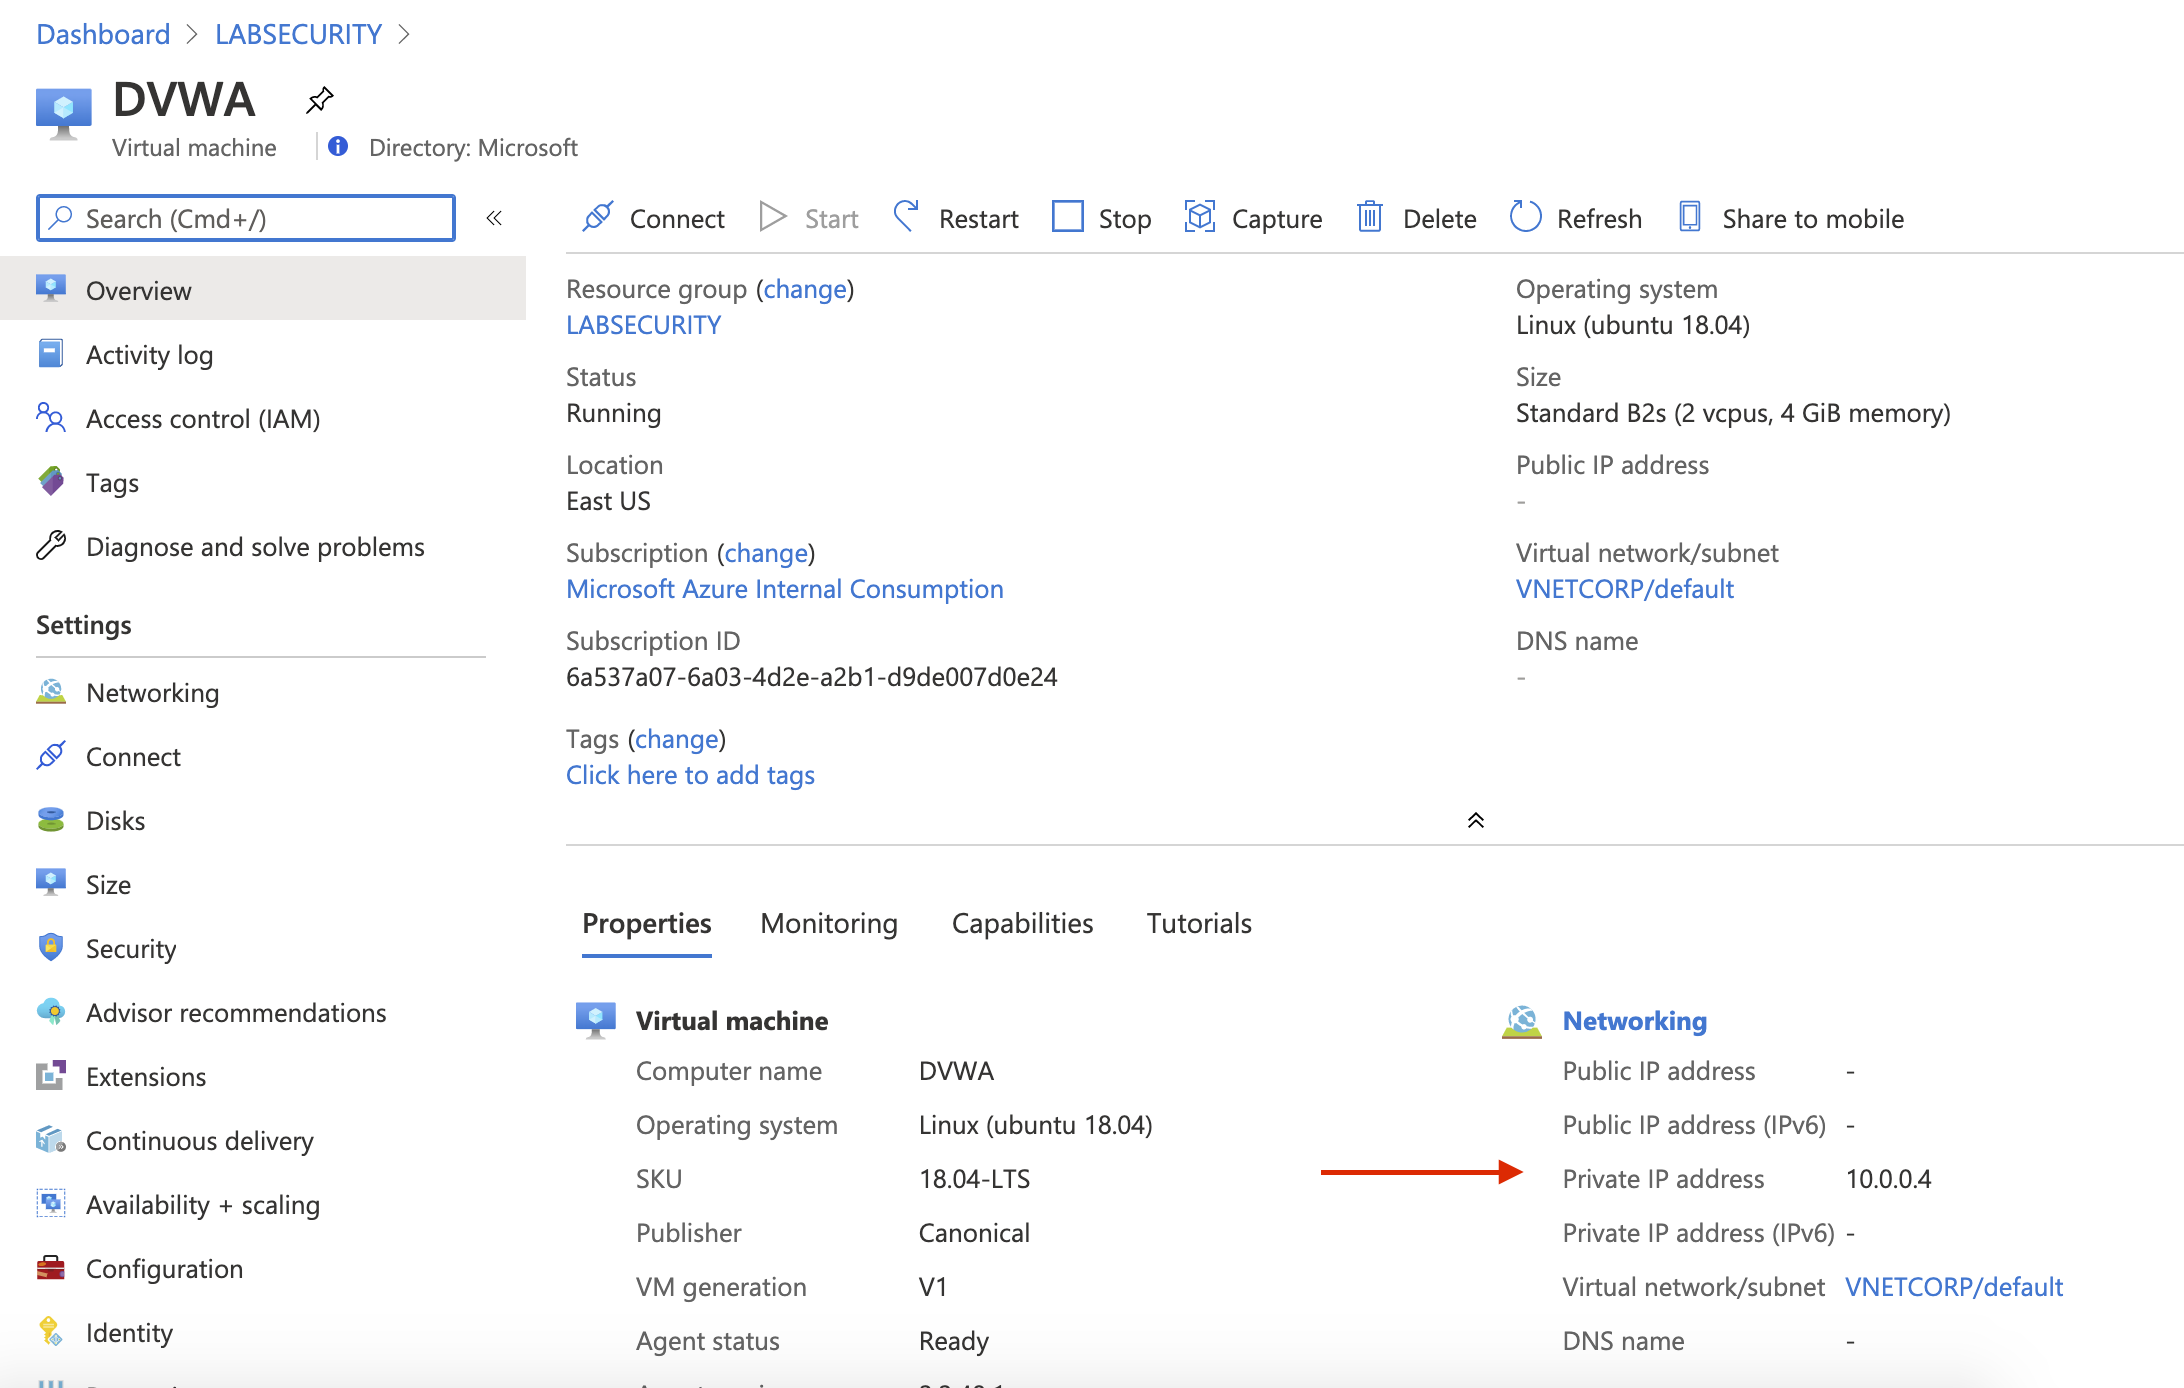 Dashboard > LABSECURITY >
DVWA
Virtual machine
Directory: Microsoft
Search (Cmd+/)
«
Overview
Activity log
Access control (IAM)
Tags
Diagnose and solve problems
Settings
Networking
Connect
Disks
Size
Security
Advisor recommendations
Extensions
Continuous delivery
Availability + scaling
Configuration
Identity
Connect Start Restart Stop Capture Delete Refresh Share to mobile
Resource group (change)
LABSECURITY
Status
Running
Location
East US
Subscription (change)
Microsoft Azure Internal Consumption
Subscription ID
6a537a07-6a03-4d2e-a2b1-d9de007d0e24
Tags (change)
Click here to add tags
Operating system
Linux (ubuntu 18.04)
Size
Standard B2s (2 vcpus, 4 GiB memory)
Public IP address
-
Virtual network/subnet
VNETCORP/default
DNS name
-
Properties Monitoring Capabilities Tutorials
Virtual machine
Computer name DVWA
Operating system Linux (ubuntu 18.04)
SKU 18.04-LTS
Publisher Canonical
VM generation V1
Agent status Ready
Networking
Public IP address -
Public IP address (IPv6) -
Private IP address 10.0.0.4
Private IP address (IPv6) -
Virtual network/subnet VNETCORP/default
DNS name -